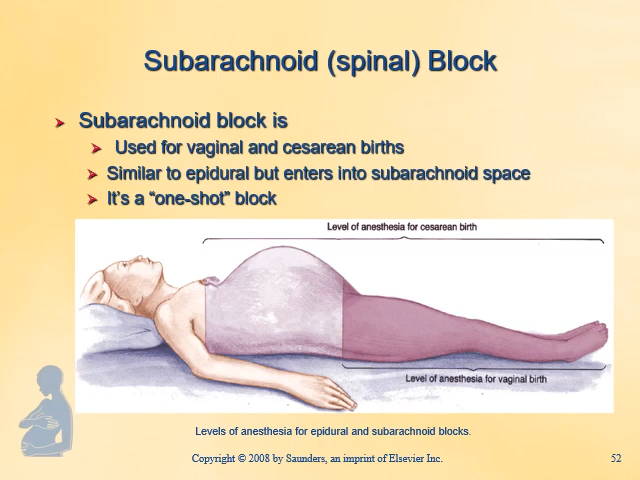 Subarachnoid (spinal) Block
Subarachnoid block is
Used for vaginal and cesarean births
Similar to epidural but enters into subarachnoid space
It's a “one-shot” block
Level of anesthesia for cesarean birth
Level of anesthesia for vaginal birth
Levels of anesthesia for epidural and subarachnoid blocks.
Copyright © 2008 by Saunders, an imprint of Elsevier Inc.
52